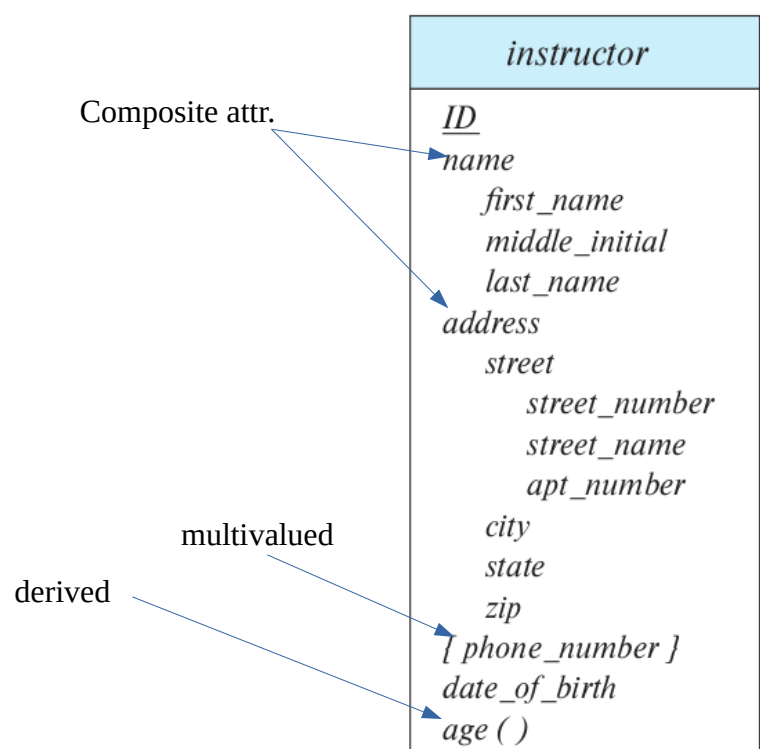 instructor
Composite attr.
ID
name
first_name
middle_initial
last_name
address
street
street_number
street_name
apt_number
city
multivalued
state
derived
zip
{ phone_number }
date_of_birth
age ( )